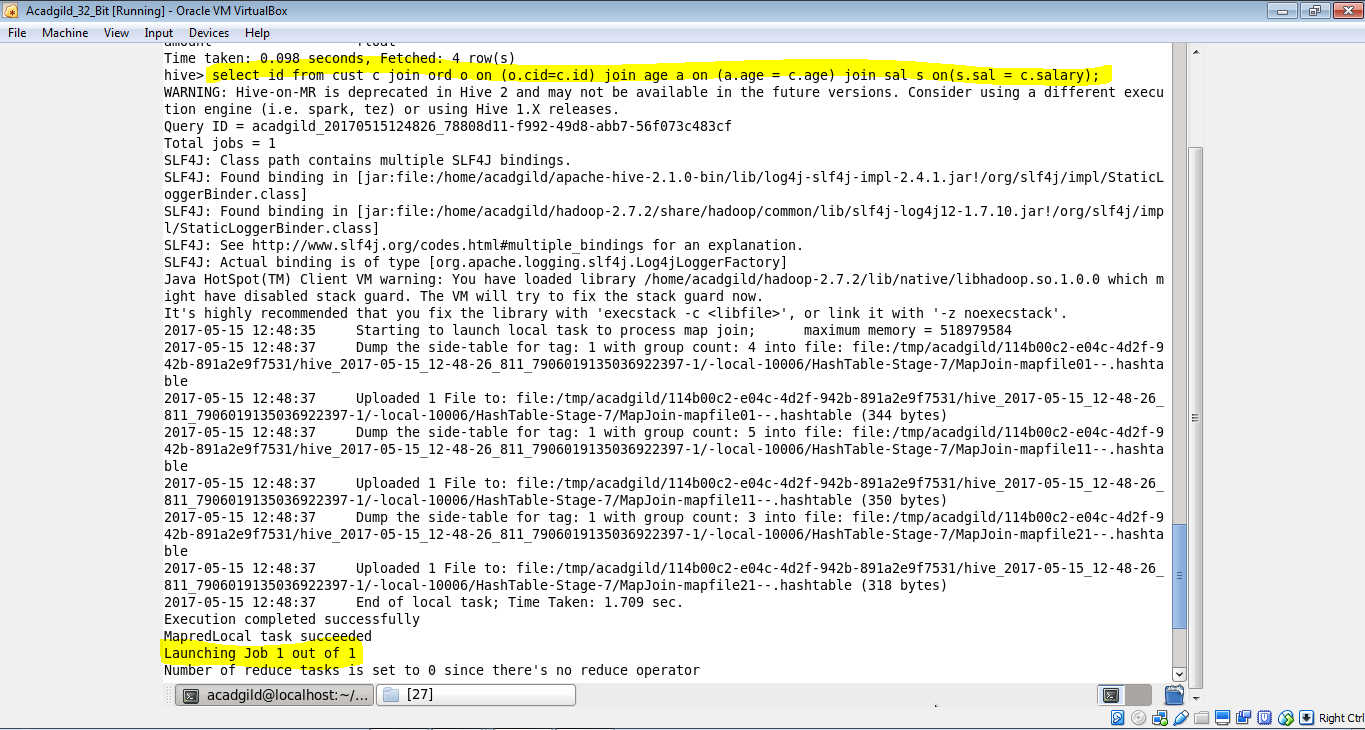 Acadgild_32_Bit [Running] - Oracle VM VirtualBox
File Machine View Input Devices Help
amount float
Time taken: 0.098 seconds, Fetched: 4 row(s)
hive> select id from cust c join ord o on (o.cid=c.id) join age a on (a.age = c.age) join sal s on(s.sal = c.salary);
WARNING: Hive-on-MR is deprecated in Hive 2 and may not be available in the future versions. Consider using a different execu
tion engine (i.e. spark, tez) or using Hive 1.X releases.
Query ID = acadgild_20170515124826_78808d11-f992-49d8-abb7-56f073c483cf
Total jobs = 1
SLF4J: Class path contains multiple SLF4J bindings.
SLF4J: Found binding in [jar:file:/home/acadgild/apache-hive-2.1.0-bin/lib/log4j-slf4j-impl-2.4.1.jar!/org/slf4j/impl/StaticL
oggerBinder.class]
SLF4J: Found binding in [jar:file:/home/acadgild/hadoop-2.7.2/share/hadoop/common/lib/slf4j-log4j12-1.7.10.jar!/org/slf4j/imp
l/StaticLoggerBinder.class]
SLF4J: See http://www.slf4j.org/codes.html#multiple_bindings for an explanation.
SLF4J: Actual binding is of type [org.apache.logging.slf4j.Log4jLoggerFactory]
Java HotSpot(TM) Client VM warning: You have loaded library /home/acadgild/hadoop-2.7.2/lib/native/libhadoop.so.1.0.0 which m
ight have disabled stack guard. The VM will try to fix the stack guard now.
It's highly recommended that you fix the library with 'execstack -c <libfile>', or link it with '-z noexecstack'.
2017-05-15 12:48:35 Starting to launch local task to process map join; maximum memory = 518979584
2017-05-15 12:48:37 Dump the side-table for tag: 1 with group count: 4 into file: file:/tmp/acadgild/114b00c2-e04c-4d2f-9
42b-891a2e9f7531/hive_2017-05-15_12-48-26_811_7906019135036922397-1/-local-10006/HashTable-Stage-7/MapJoin-mapfile01--.hashta
ble
2017-05-15 12:48:37 Uploaded 1 File to: file:/tmp/acadgild/114b00c2-e04c-4d2f-942b-891a2e9f7531/hive_2017-05-15_12-48-26_
811_7906019135036922397-1/-local-10006/HashTable-Stage-7/MapJoin-mapfile01--.hashtable (344 bytes)
2017-05-15 12:48:37 Dump the side-table for tag: 1 with group count: 5 into file: file:/tmp/acadgild/114b00c2-e04c-4d2f-9
42b-891a2e9f7531/hive_2017-05-15_12-48-26_811_7906019135036922397-1/-local-10006/HashTable-Stage-7/MapJoin-mapfile11--.hashta
ble
2017-05-15 12:48:37 Uploaded 1 File to: file:/tmp/acadgild/114b00c2-e04c-4d2f-942b-891a2e9f7531/hive_2017-05-15_12-48-26_
811_7906019135036922397-1/-local-10006/HashTable-Stage-7/MapJoin-mapfile11--.hashtable (350 bytes)
2017-05-15 12:48:37 Dump the side-table for tag: 1 with group count: 3 into file: file:/tmp/acadgild/114b00c2-e04c-4d2f-9
42b-891a2e9f7531/hive_2017-05-15_12-48-26_811_7906019135036922397-1/-local-10006/HashTable-Stage-7/MapJoin-mapfile21--.hashta
ble
2017-05-15 12:48:37 Uploaded 1 File to: file:/tmp/acadgild/114b00c2-e04c-4d2f-942b-891a2e9f7531/hive_2017-05-15_12-48-26_
811_7906019135036922397-1/-local-10006/HashTable-Stage-7/MapJoin-mapfile21--.hashtable (318 bytes)
2017-05-15 12:48:37 End of local task; Time Taken: 1.709 sec.
Execution completed successfully
MapredLocal task succeeded
Launching Job 1 out of 1
Number of reduce tasks is set to 0 since there's no reduce operator
acadgild@localhost:~/... [27]
Right Ctrl